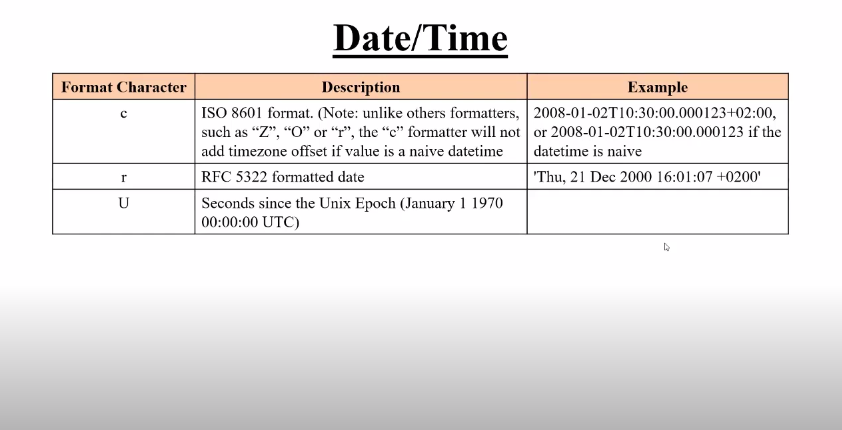 Date/Time
Format Character Description Example
c
ISO 8601 format. (Note: unlike others formatters,
such as “Z”, “O” or “r”, the “c” formatter will not
add timezone offset if value is a naive datetime
2008-01-02T10:30:00.000123+02:00,
or 2008-01-02T10:30:00.000123 if the
datetime is naive
r
RFC 5322 formatted date
'Thu, 21 Dec 2000 16:01:07 +0200'
U
Seconds since the Unix Epoch (January 1 1970
00:00:00 UTC)